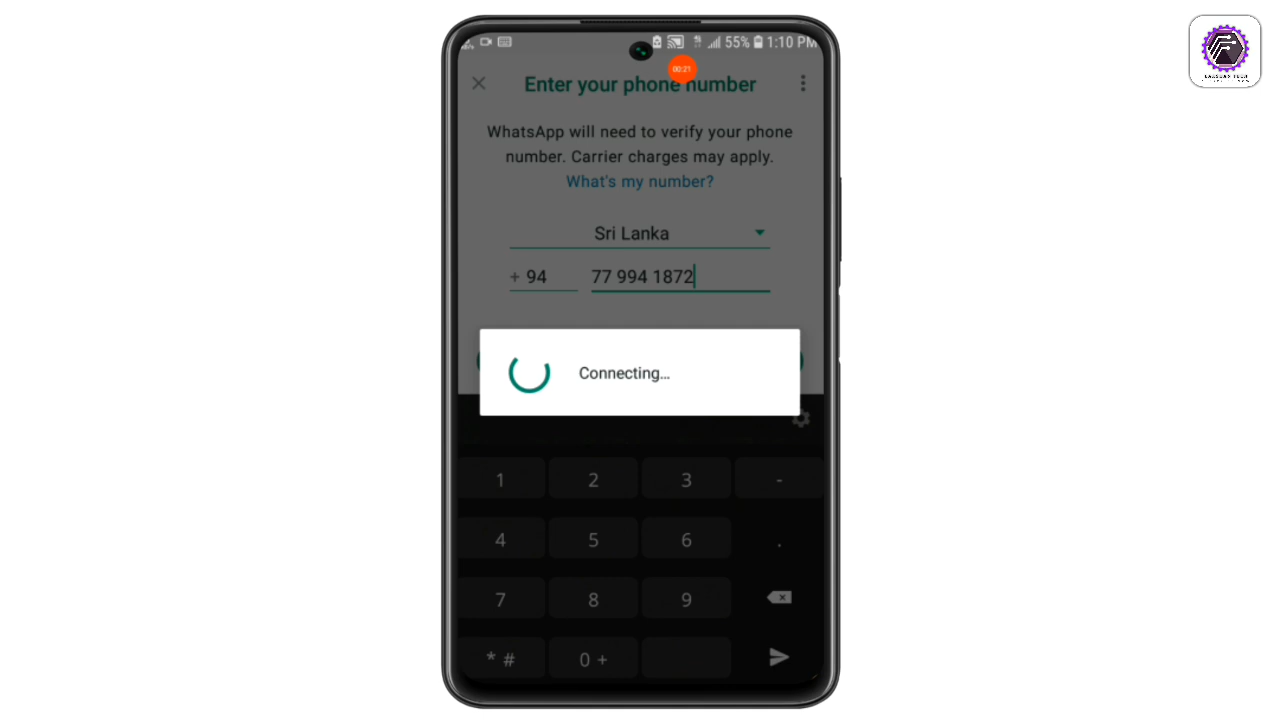 55% 1:10 PM
00:21
Enter your phone number
WhatsApp will need to verify your phone
number. Carrier charges may apply.
What's my number?
Sri Lanka
+ 94 77 994 1872
Connecting...
1 2 3 -
4 5 6 .
7 8 9
* # 0 +